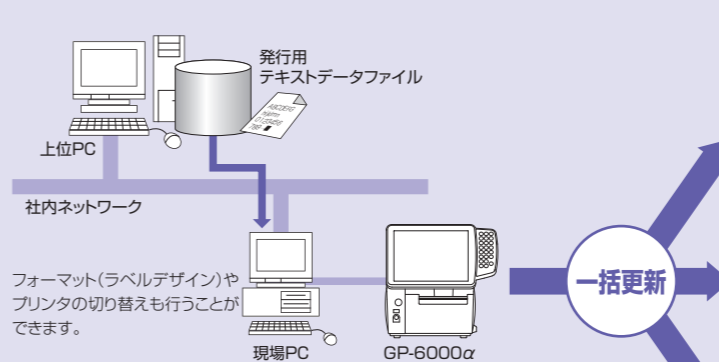 発行用
テキストデータファイル
上位PC
社内ネットワーク
フォーマット(ラベルデザイン)や
プリンタの切り替えも行うことが
できます。
現場PC
GP-6000α
一括更新